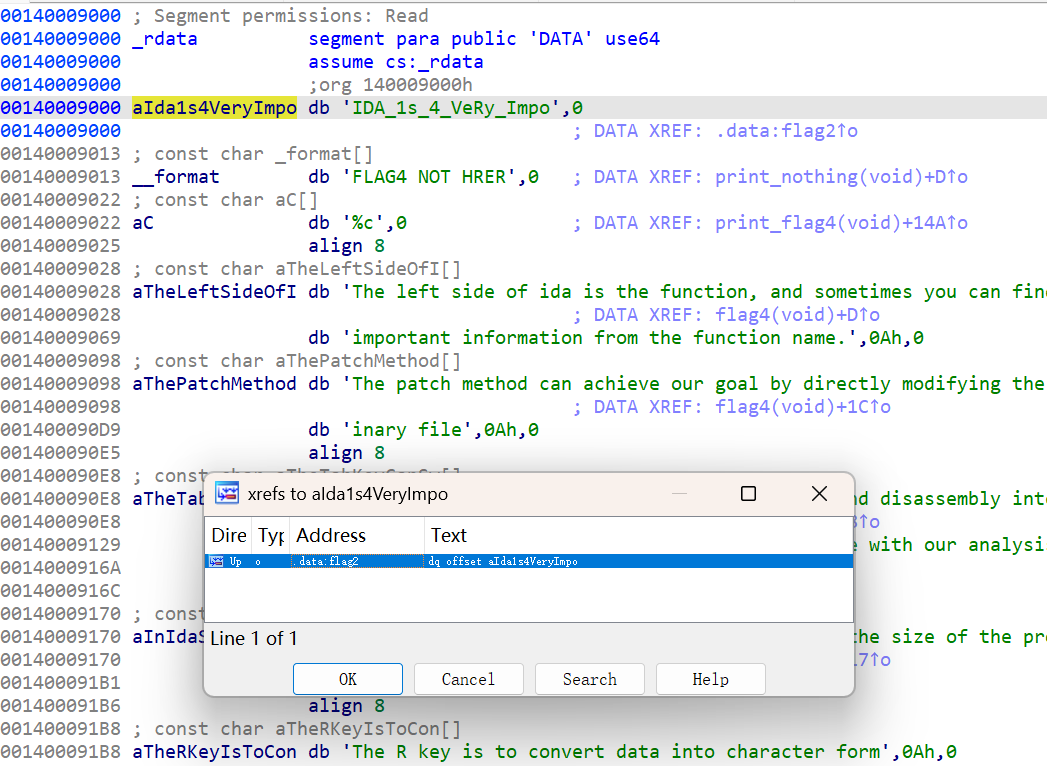 00140009000 ; Segment permissions: Read
00140009000 _rdata segment para public 'DATA' use64
00140009000 assume cs:_rdata
00140009000 ;org 140009000h
00140009000 aIda1s4VeryImpo db 'IDA_1s_4_VeRy_Impo',0
00140009000 ; DATA XREF: .data:flag2↑o
00140009013 ; const char _format[]
00140009013 __format db 'FLAG4 NOT HRER',0 ; DATA XREF: print_nothing(void)+D↑o
00140009022 ; const char aC[]
00140009022 aC db '%c',0 ; DATA XREF: print_flag4(void)+14A↑o
00140009025 align 8
00140009028 ; const char aTheLeftSideOfI[]
00140009028 aTheLeftSideOfI db 'The left side of ida is the function, and sometimes you can fin
00140009028 ; DATA XREF: flag4(void)+D↑o
00140009069 db 'important information from the function name.',0Ah,0
00140009098 ; const char aThePatchMethod[]
00140009098 aThePatchMethod db 'The patch method can achieve our goal by directly modifying the
00140009098 ; DATA XREF: flag4(void)+1C↑o
001400090D9 db 'inary file',0Ah,0
001400090E5 align 8
001400090E8 ; const char aTheTabKeyConSw[]
001400090E8 aTheTab d disassembly int
001400090E8 ↑o
00140009129 e with our analysi
0014000916A
0014000916C
00140009170 ; const
00140009170 aInIdaS the size of the pr
00140009170 17↑o
001400091B1
001400091B6 align 8
001400091B8 ; const char aTheRKeyIsToCon[]
001400091B8 aTheRKeyIsToCon db 'The R key is to convert data into character form',0Ah,0
xrefs to aIda1s4VeryImpo
Dire Typ Address Text
Up o .data:flag2 dq offset aIda1s4VeryImpo
Line 1 of 1
OK Cancel Search Help